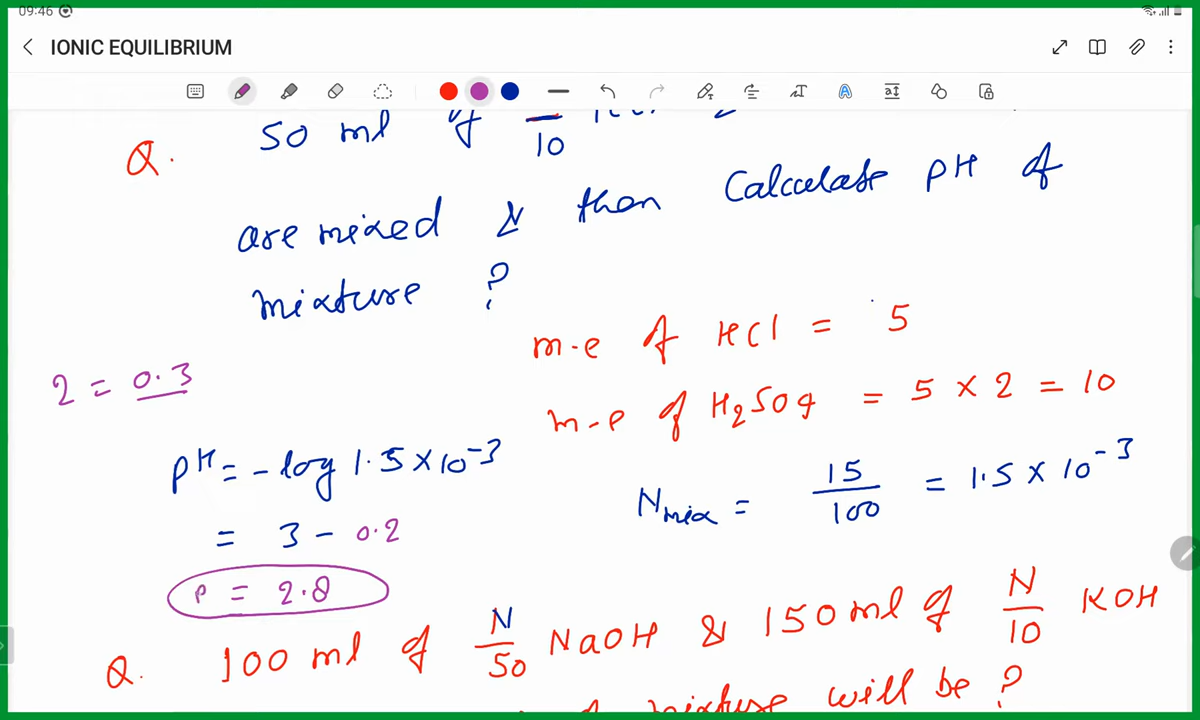 09:46
IONIC EQUILIBRIUM
Q. 50 ml of /10
are mixed & then Calculate pH of
mixture ?
m-e of HCl = 5
2 = 0.3
m-e of H2SO4 = 5 × 2 = 10
pH = -log 1.5 × 10^-3
N mix = 15/100 = 1.5 × 10^-3
= 3 - 0.2
P = 2.8
Q. 100 ml of N/50 NaOH & 150 ml of N/10 KOH
of mixture will be ?